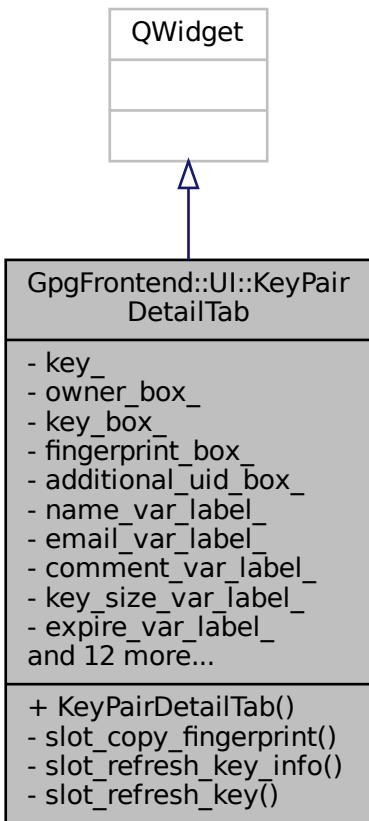 QWidget
GpgFrontend::UI::KeyPair
DetailTab
- key_
- owner_box_
- key_box_
- fingerprint_box_
- additional_uid_box_
- name_var_label_
- email_var_label_
- comment_var_label_
- key_size_var_label_
- expire_var_label_
and 12 more...
+ KeyPairDetailTab()
- slot_copy_fingerprint()
- slot_refresh_key_info()
- slot_refresh_key()